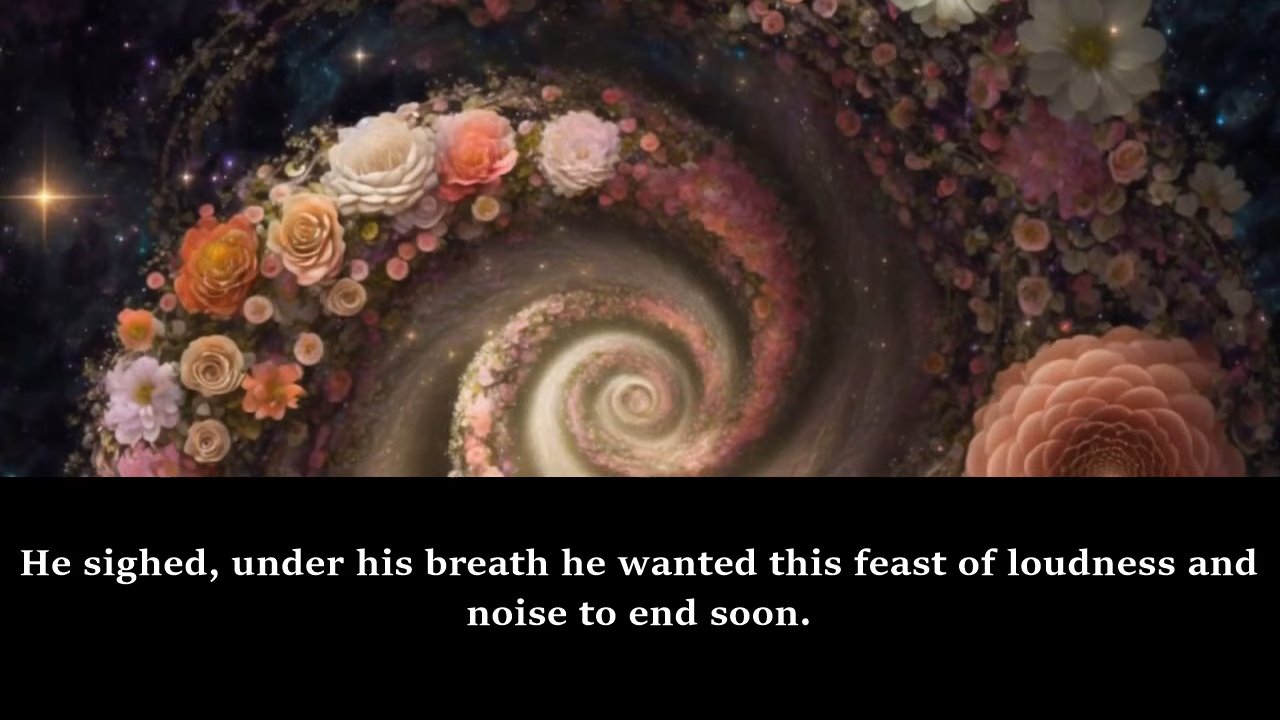 He sighed, under his breath he wanted this feast of loudness and
noise to end soon.